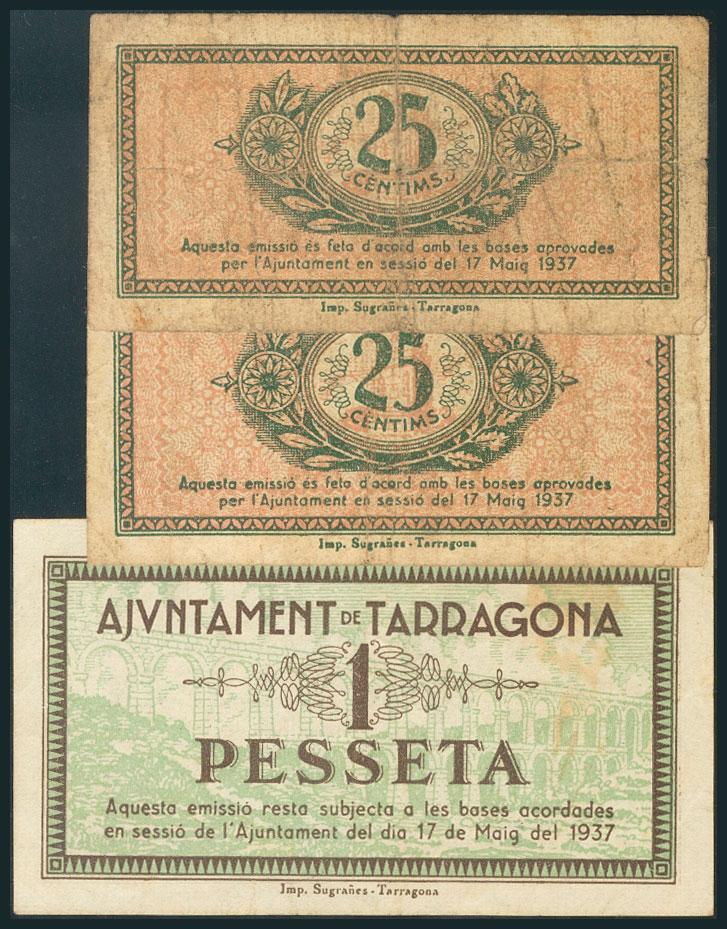 25
CÈNTIMS
Aquesta emissió és feta d'acord amb les bases aprovades
per l'Ajuntament en sessió del 17 Maig 1937
Imp. Sugrañes - Tarragona
25
CÈNTIMS
Aquesta emissió és feta d'acord amb les bases aprovades
per l'Ajuntament en sessió del 17 Maig 1937
Imp. Sugrañes - Tarragona
AJVNTAMENT DE TARRAGONA
1
PESSETA
Aquesta emissió resta subjecta a les bases acordades
en sessió de l'Ajuntament del dia 17 de Maig del 1937
Imp. Sugrañes - Tarragona